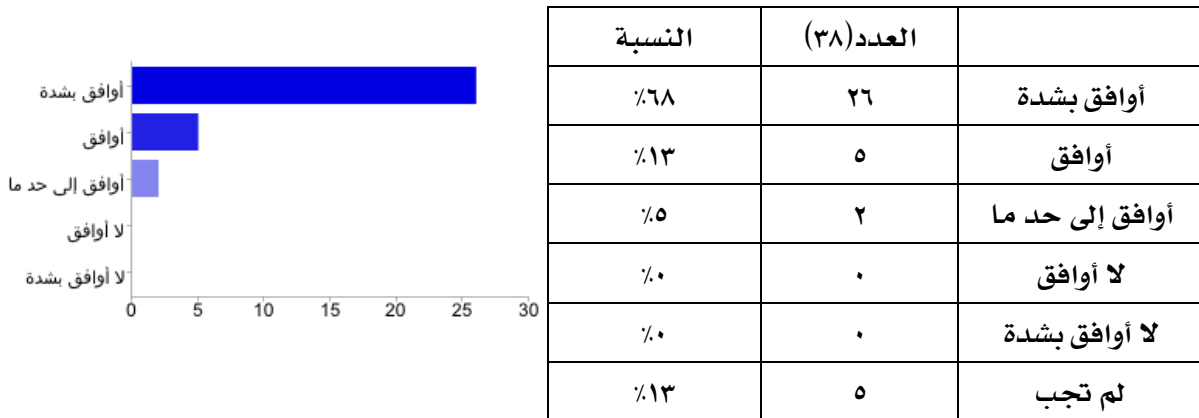 العدد(٣٨) النسبة
أوافق بشدة ٢٦ ٦٨٪
أوافق ٥ ١٣٪
أوافق إلى حد ما ٢ ٥٪
لا أوافق ٠ ٠٪
لا أوافق بشدة ٠ ٠٪
لم تجب ٥ ١٣٪
أوافق بشدة
أوافق
أوافق إلى حد ما
لا أوافق
لا أوافق بشدة
0 5 10 15 20 25 30